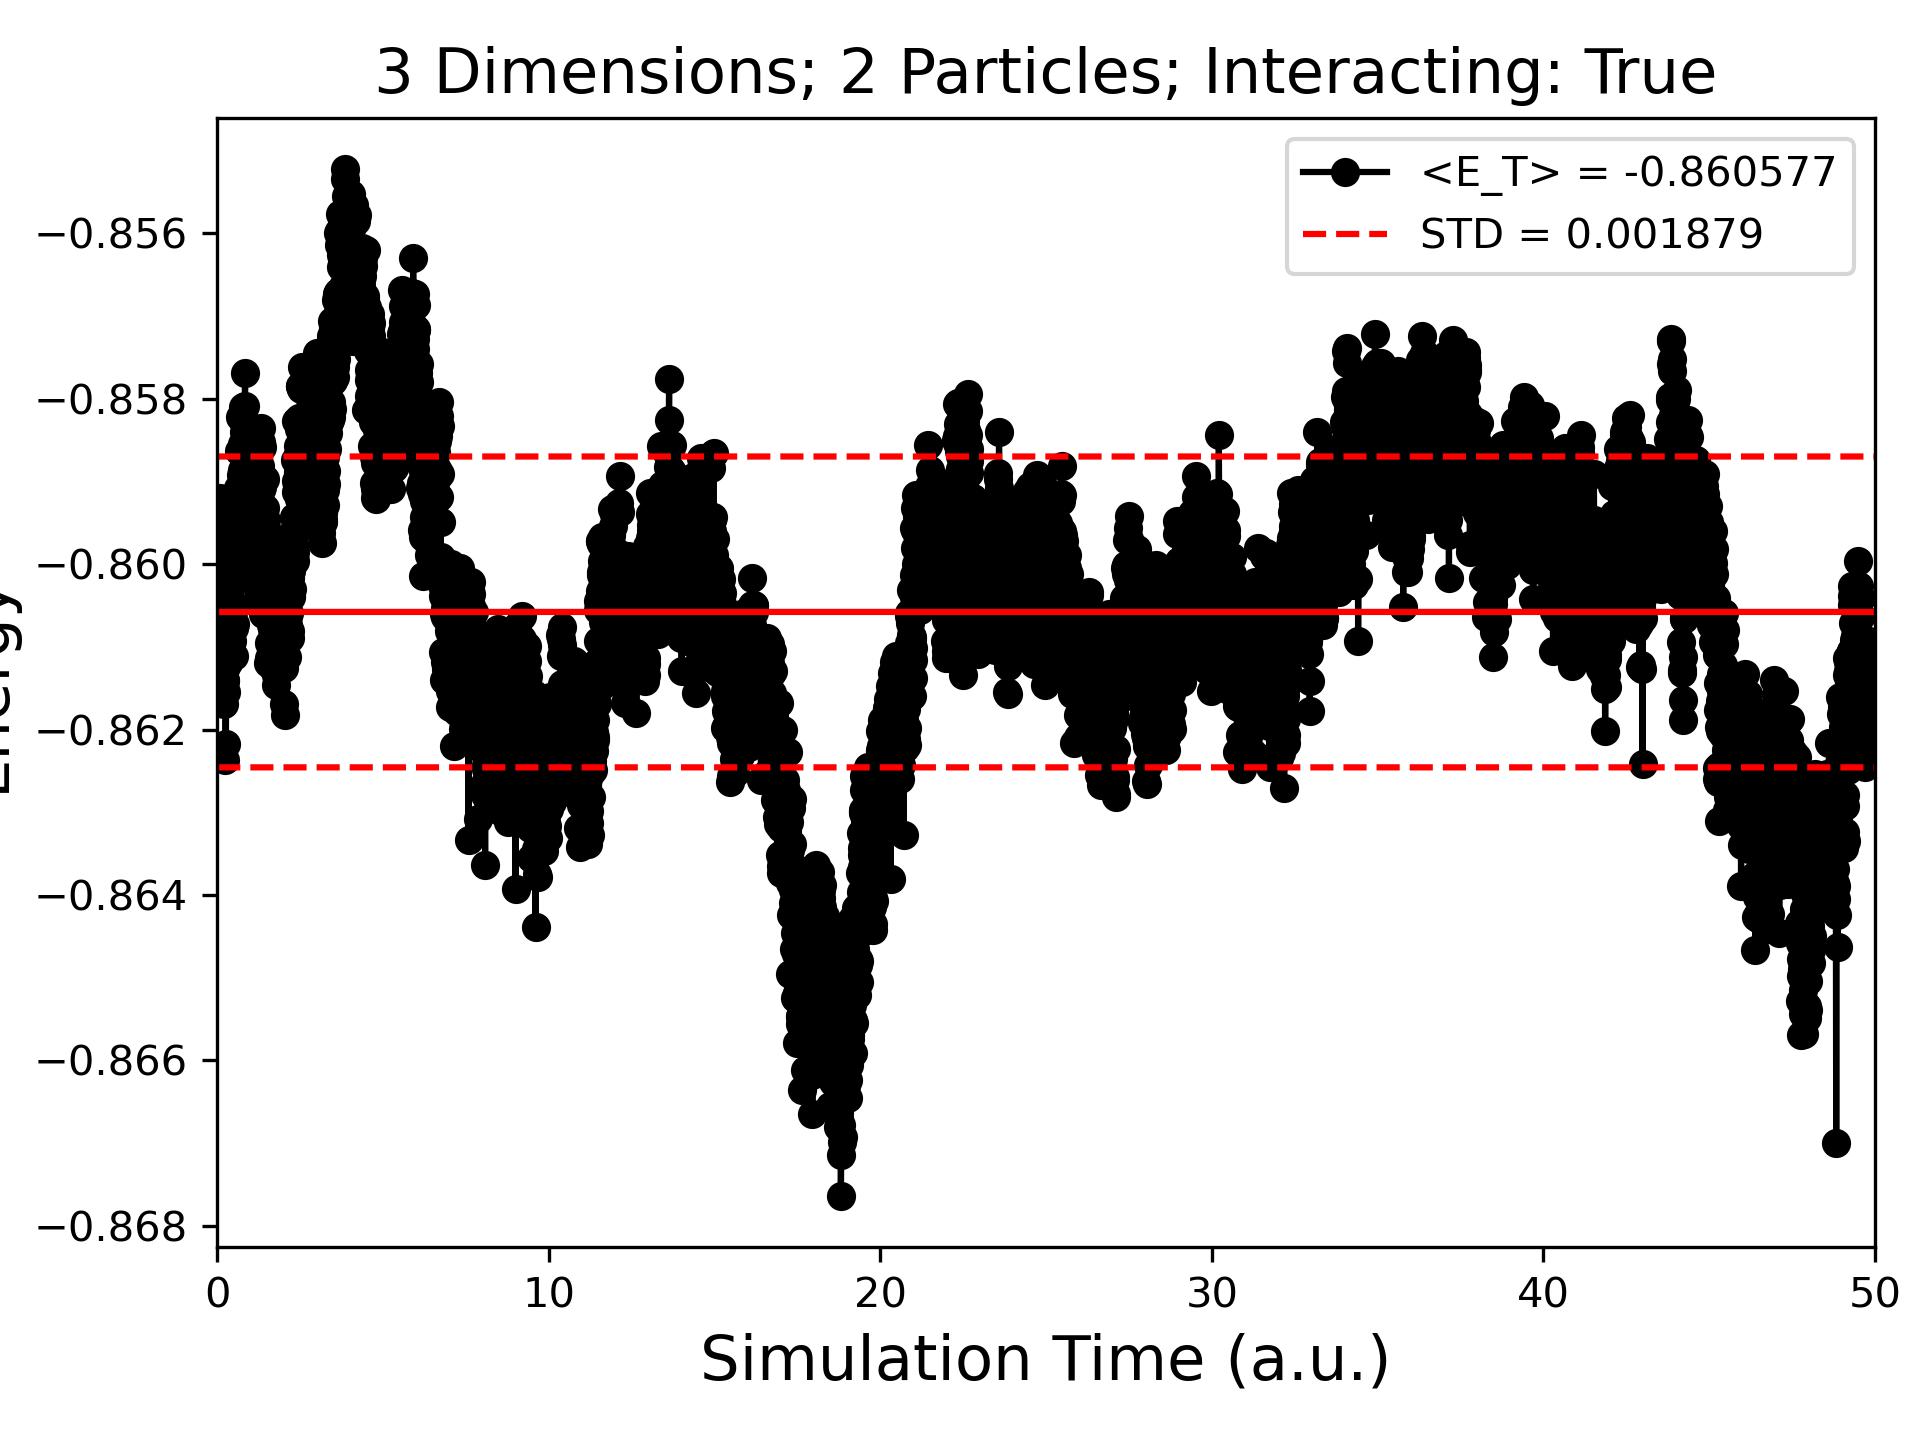 3 Dimensions; 2 Particles; Interacting: True
<E_T> = -0.860577
STD = 0.001879
−0.856
−0.858
−0.860
−0.862
−0.864
−0.866
−0.868
0 10 20 30 40 50
Simulation Time (a.u.)
Energy